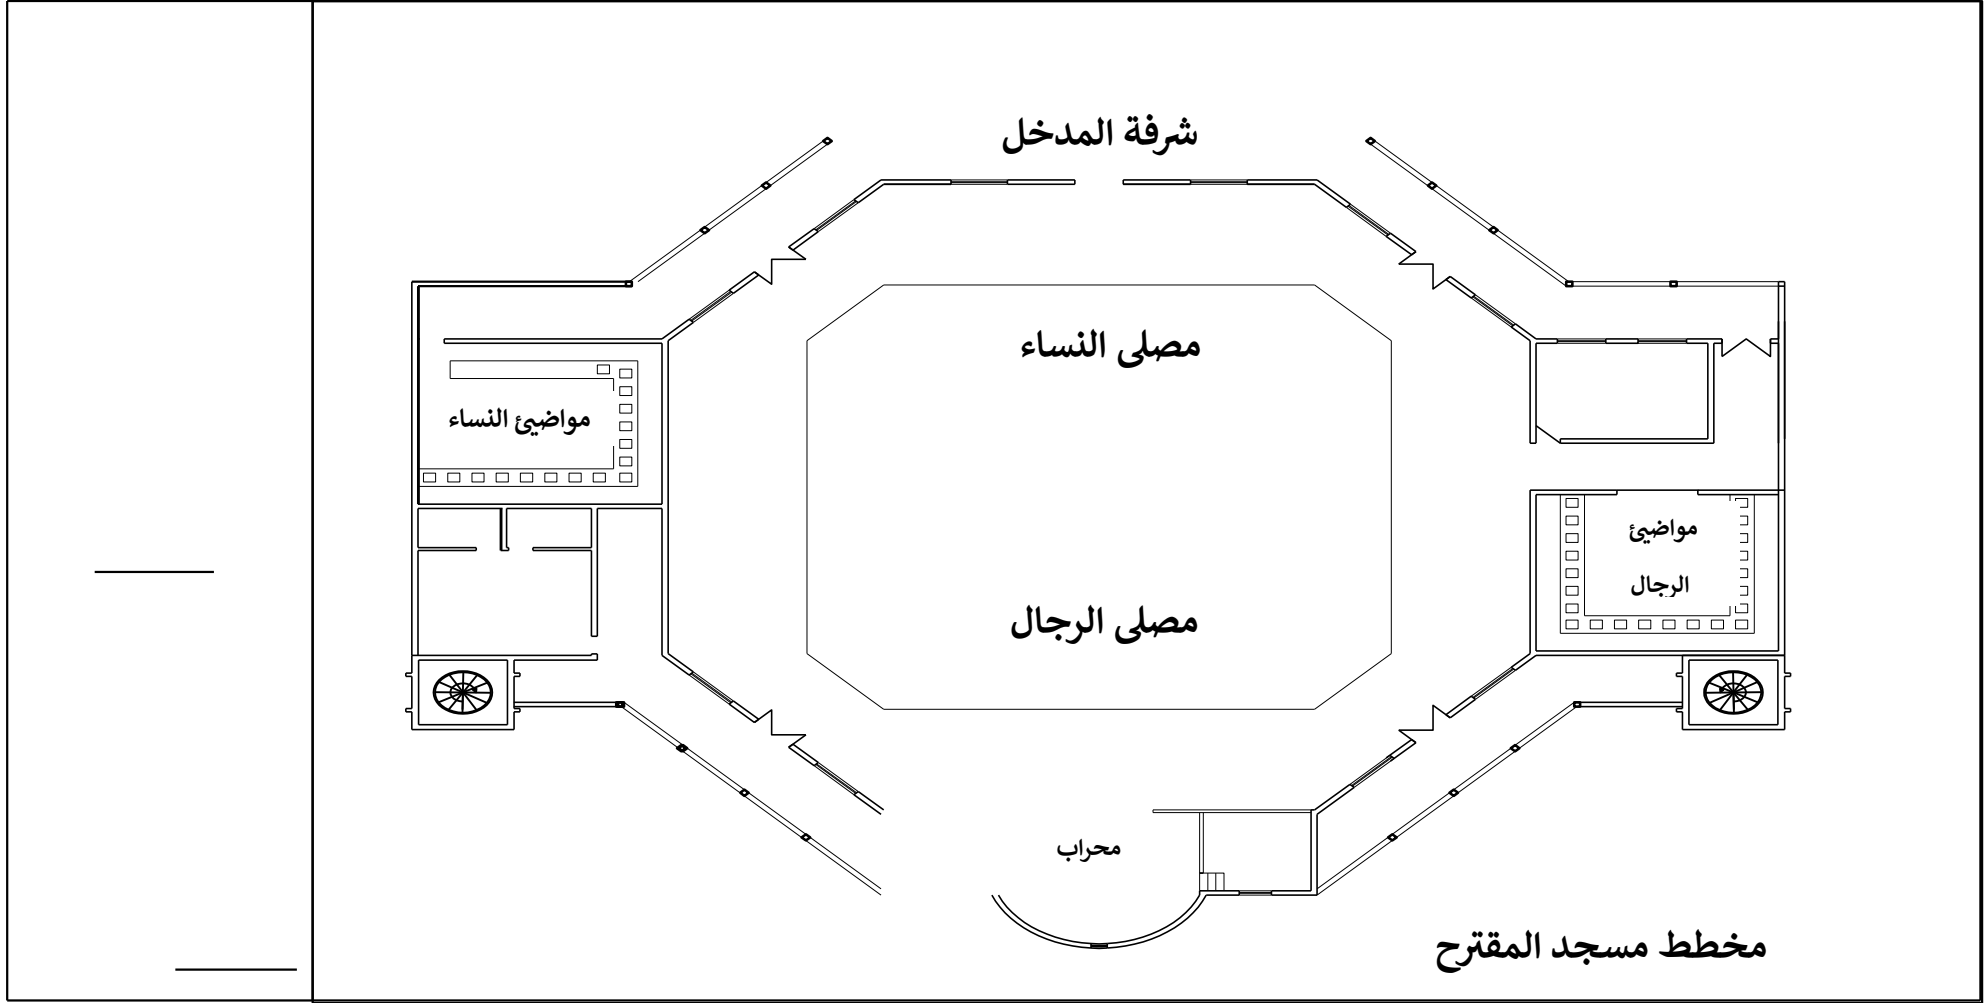 شرفة المدخل
مصلى النساء
مواضيئ النساء
مواضيئ
الرجال
مصلى الرجال
محراب
مخطط مسجد المقترح